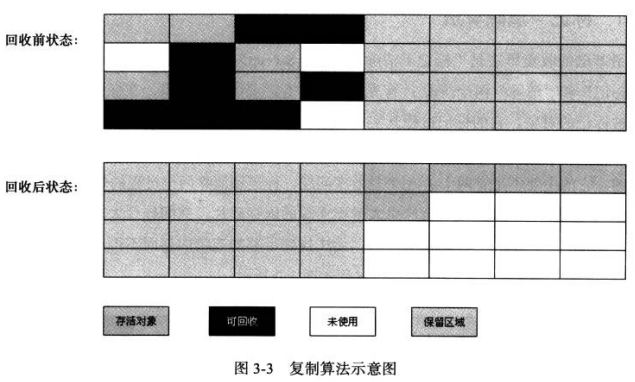 回收前状态：
回收后状态：
存活对象
可回收
未使用
保留区域
图 3-3 复制算法示意图